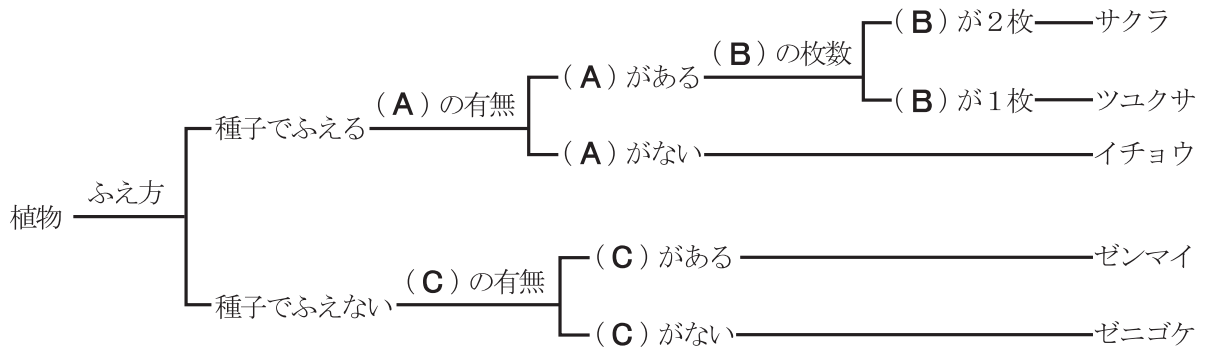 （B）が２枚 サクラ
（A）がある （B）の枚数
（A）の有無 （B）が１枚 ツユクサ
種子でふえる
（A）がない イチョウ
ふえ方
植物
（C）がある ゼンマイ
（C）の有無
種子でふえない
（C）がない ゼニゴケ